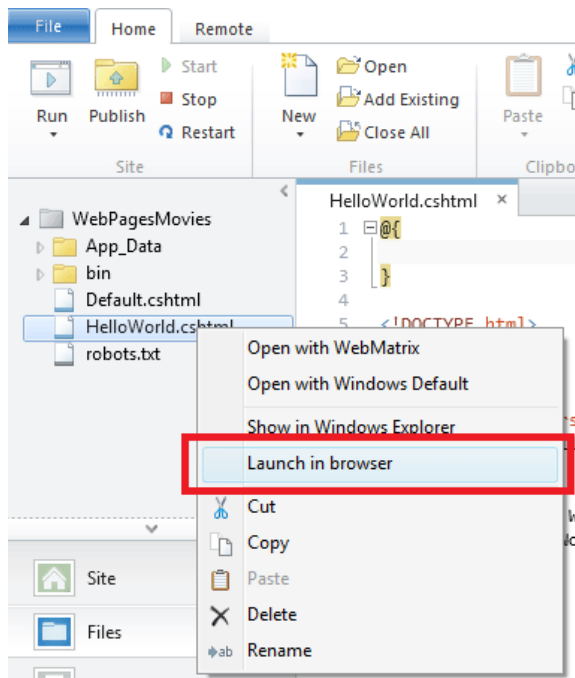 File Home Remote
Start
Stop
Restart
Run
Publish
Site
New
Open
Add Existing
Close All
Files
Paste
Clipbo
WebPagesMovies
App_Data
bin
Default.cshtml
HelloWorld.cshtml
robots.txt
HelloWorld.cshtml ×
1 @{
2
3 }
4
5 <!DOCTYPE html>
Open with WebMatrix
Open with Windows Default
Show in Windows Explorer
Launch in browser
Cut
Copy
Paste
Delete
ab Rename
Site
Files